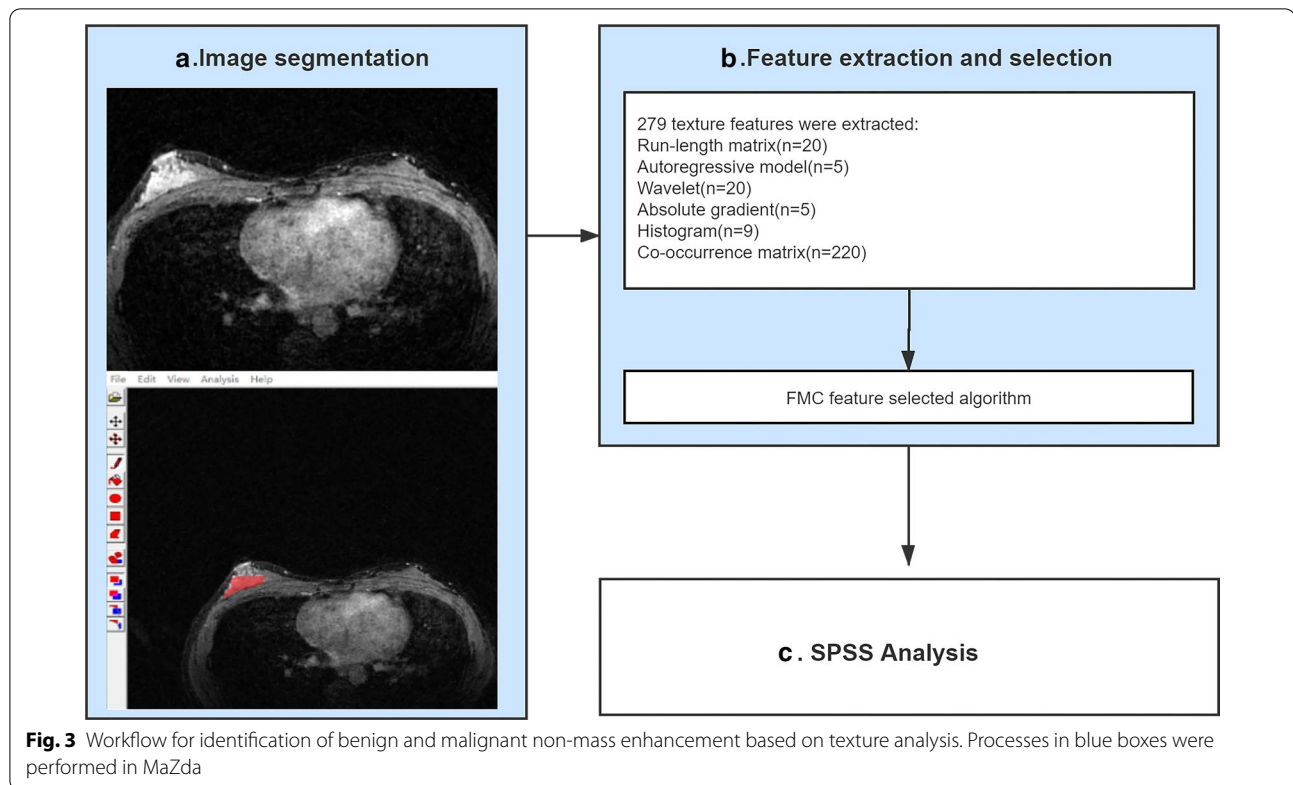 a.Image segmentation
File Edit View Analysis Help
b.Feature extraction and selection
279 texture features were extracted:
Run-length matrix(n=20)
Autoregressive model(n=5)
Wavelet(n=20)
Absolute gradient(n=5)
Histogram(n=9)
Co-occurrence matrix(n=220)
FMC feature selected algorithm
c. SPSS Analysis
Fig. 3 Workflow for identification of benign and malignant non-mass enhancement based on texture analysis. Processes in blue boxes were
performed in MaZda